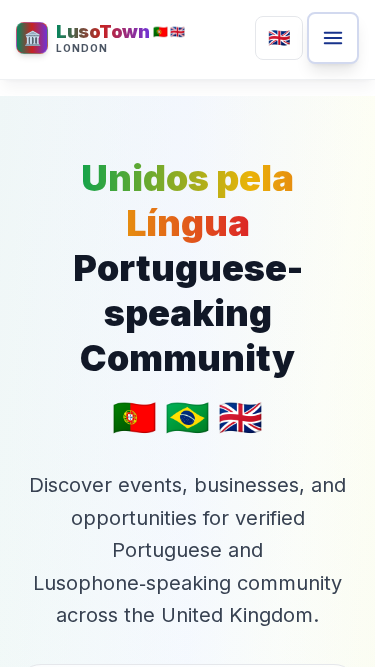 LusoTown 🇵🇹 🇬🇧
LONDON
Unidos pela
Língua
Portuguese-
speaking
Community
Discover events, businesses, and
opportunities for verified
Portuguese and
Lusophone-speaking community
across the United Kingdom.